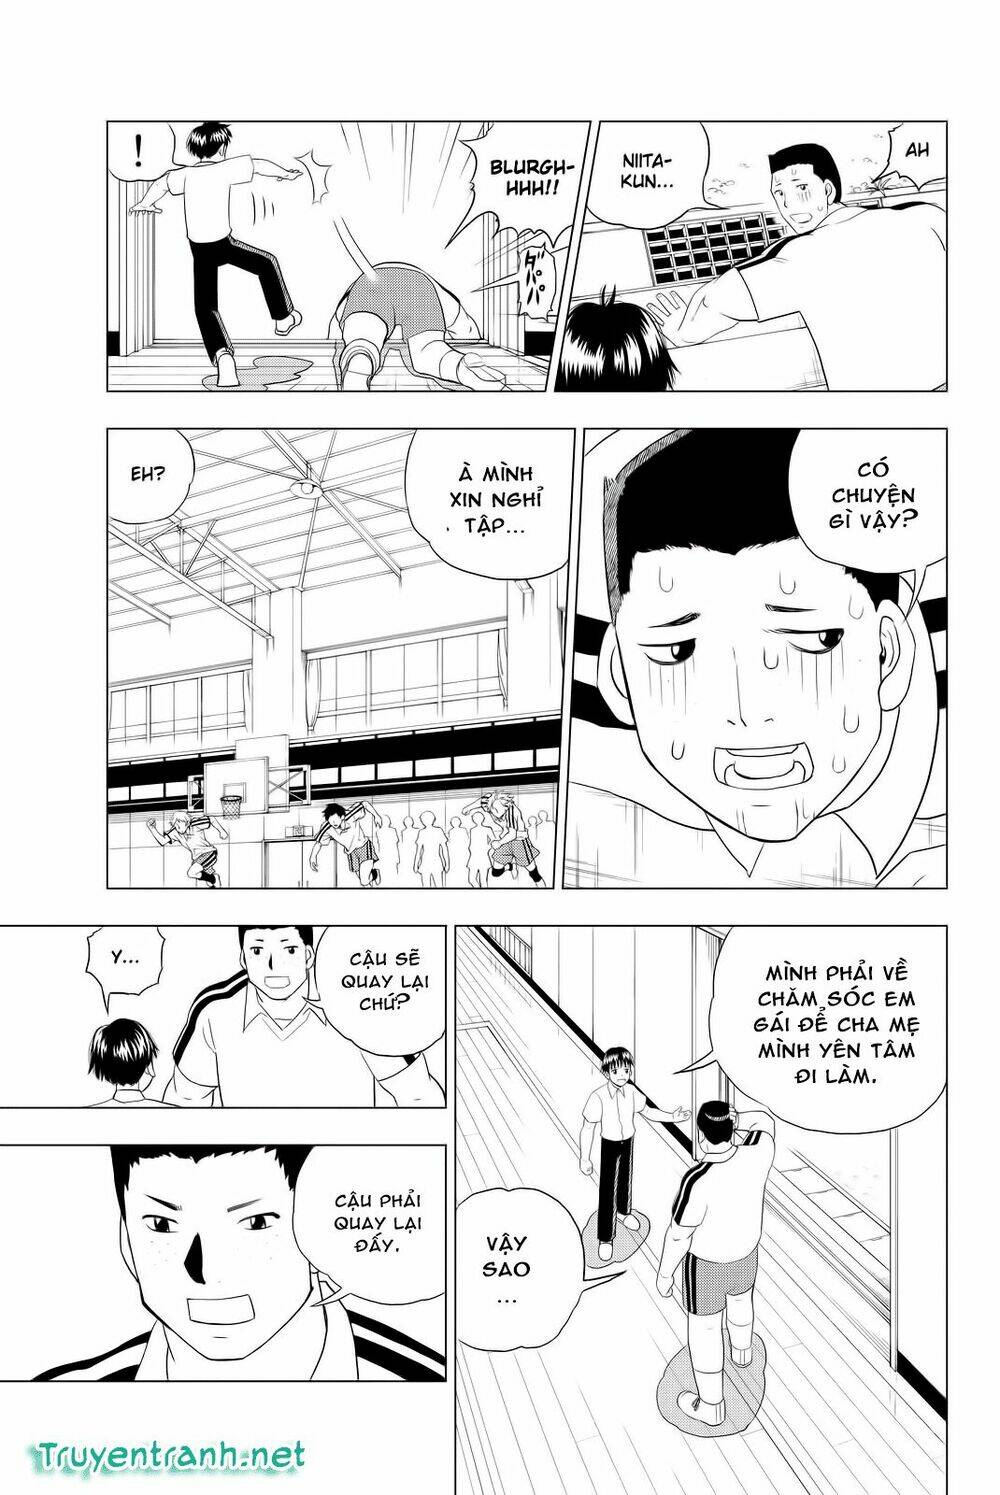 AH
NIITA-
KUN...
BLURGH-
HHH!!
!
CÓ
CHUYỆN
GÌ VẬY?
À MÌNH
XIN NGHỈ
TẬP...
EH?
MÌNH PHẢI VỀ
CHĂM SÓC EM
GÁI ĐỂ CHA MẸ
MÌNH YÊN TÂM
ĐI LÀM.
VẬY
SAO
...
CẬU SẼ
QUAY LẠI
CHỨ?
Y...
CẬU PHẢI
QUAY LẠI
ĐẤY.
Truyentranh.net